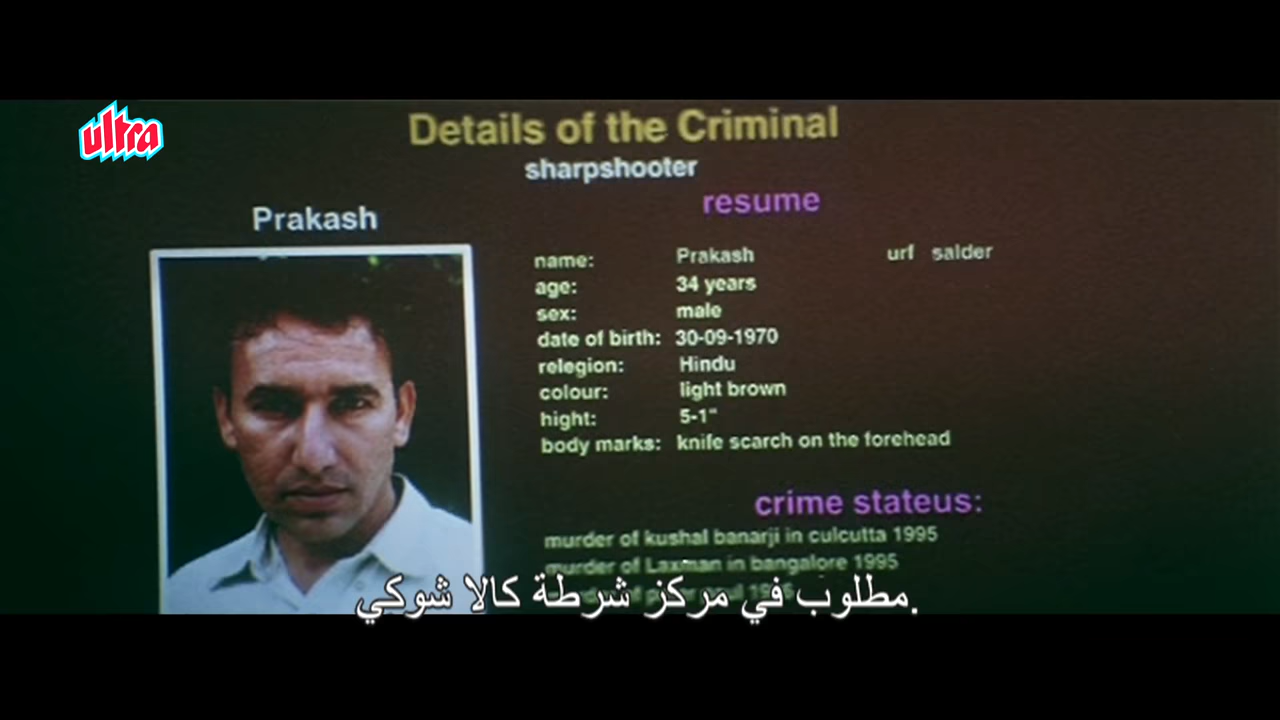 ultra
Details of the Criminal
sharpshooter
resume
Prakash
name: Prakash urf salder
age: 34 years
sex: male
date of birth: 30-09-1970
relegion: Hindu
colour: light brown
hight: 5-1"
body marks: knife scarch on the forehead
crime stateus:
murder of kushal banarji in culcutta 1995
murder of Laxman in bangalore 1995
مطلوب في مركز شرطة كالا شوكي.